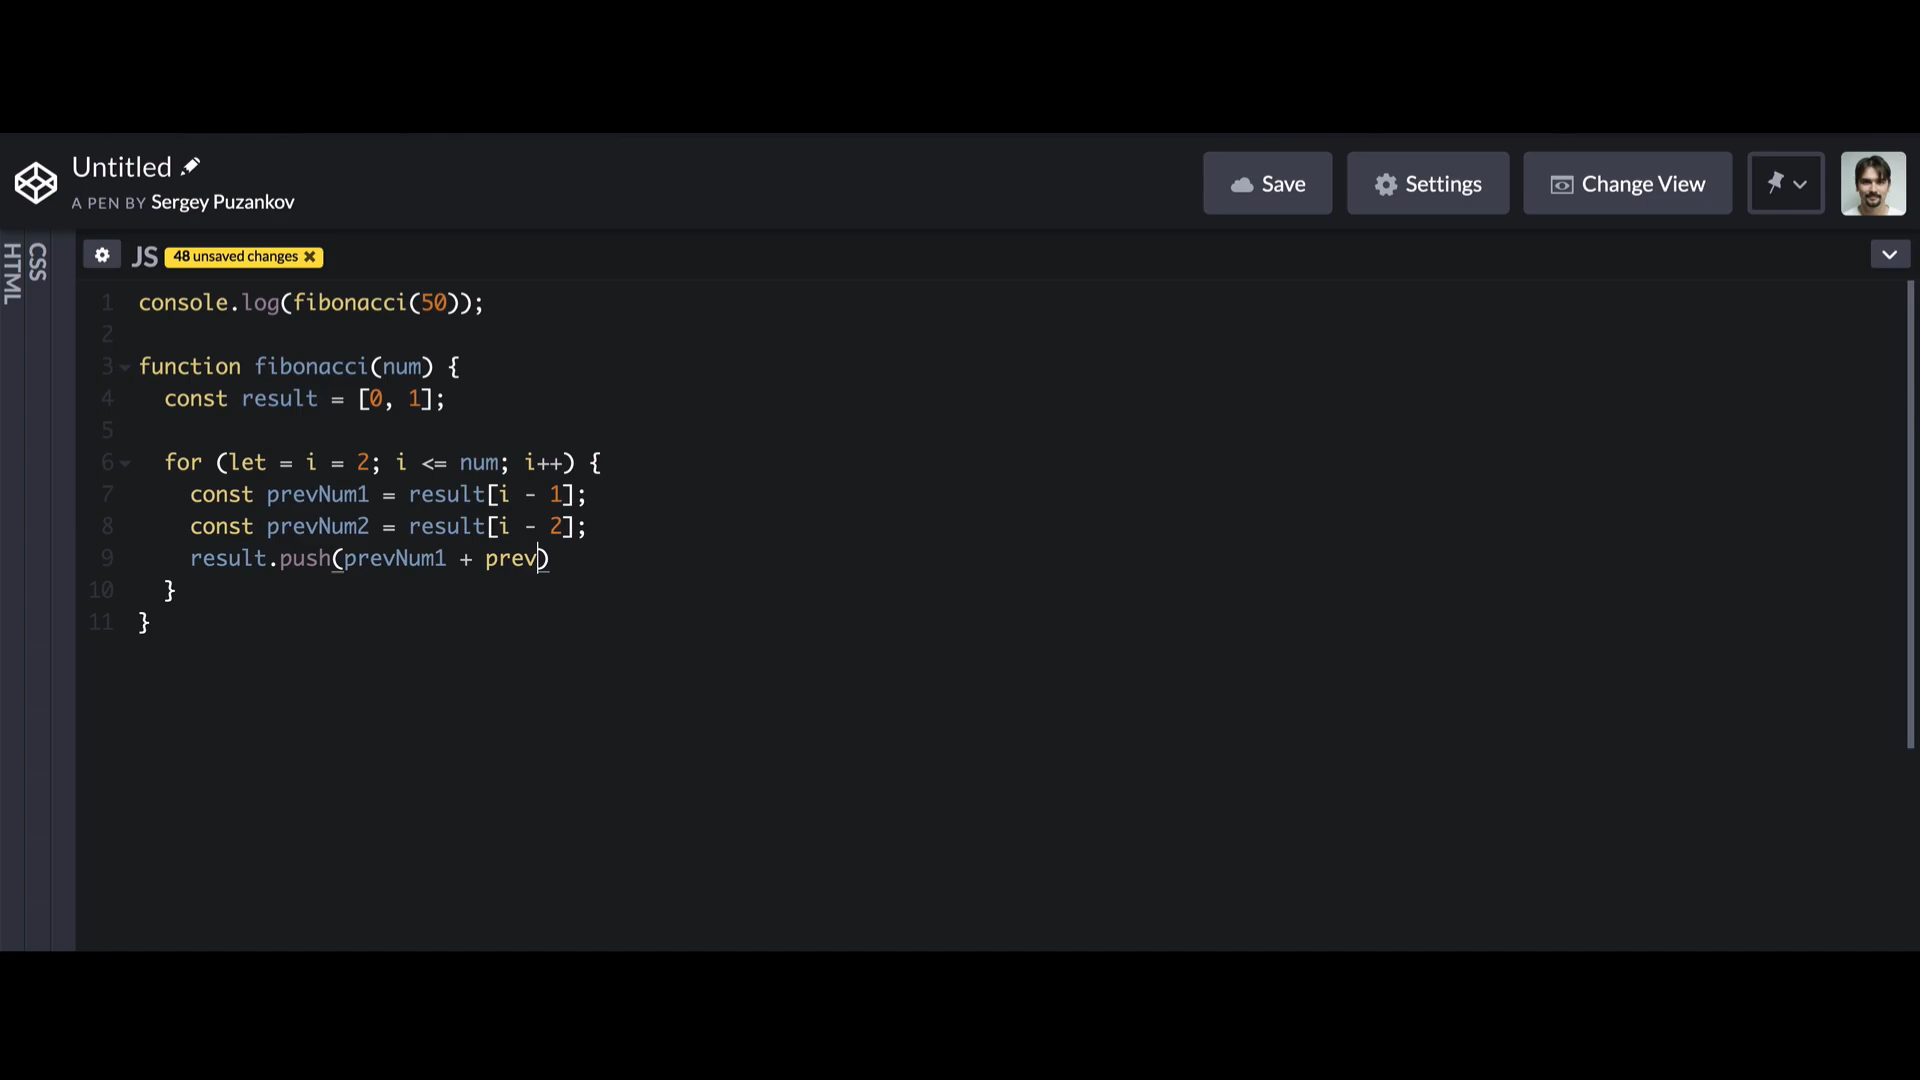 Untitled
A PEN BY Sergey Puzankov
Save
Settings
Change View
HTML
CSS
JS
48 unsaved changes ×
1 console.log(fibonacci(50));
2
3 function fibonacci(num) {
4 const result = [0, 1];
5
6 for (let = i = 2; i <= num; i++) {
7 const prevNum1 = result[i - 1];
8 const prevNum2 = result[i - 2];
9 result.push(prevNum1 + prev)
10 }
11 }